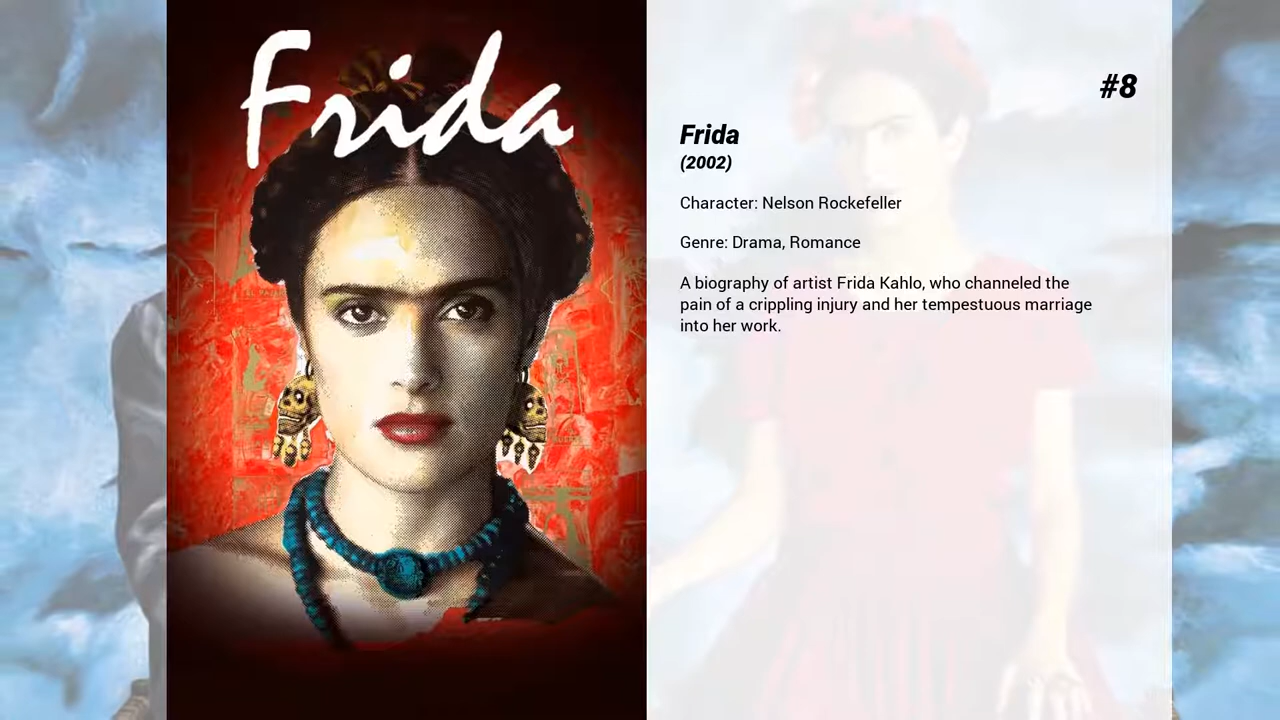 Frida
#8
Frida
(2002)
Character: Nelson Rockefeller
Genre: Drama, Romance
A biography of artist Frida Kahlo, who channeled the
pain of a crippling injury and her tempestuous marriage
into her work.